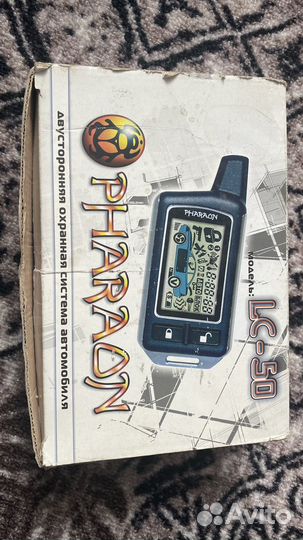 PHARAON
двусторонняя охранная система автомобиля
PHARAON
модель:
LC-50
Avito